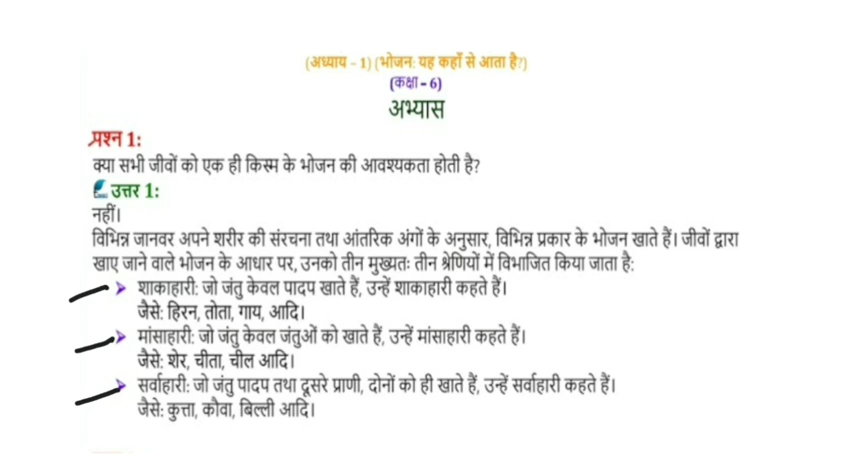 (अध्याय - 1) (भोजन: यह कहाँ से आता है?)
(कक्षा - 6)
अभ्यास
प्रश्न 1:
क्या सभी जीवों को एक ही किस्म के भोजन की आवश्यकता होती है?
उत्तर 1:
नहीं।
विभिन्न जानवर अपने शरीर की संरचना तथा आंतरिक अंगों के अनुसार, विभिन्न प्रकार के भोजन खाते हैं। जीवों द्वारा
खाए जाने वाले भोजन के आधार पर, उनको तीन मुख्यतः तीन श्रेणियों में विभाजित किया जाता है:
➢ शाकाहारी: जो जंतु केवल पादप खाते हैं, उन्हें शाकाहारी कहते हैं।
जैसे: हिरन, तोता, गाय, आदि।
➢ मांसाहारी: जो जंतु केवल जंतुओं को खाते हैं, उन्हें मांसाहारी कहते हैं।
जैसे: शेर, चीता, चील आदि।
➢ सर्वाहारी: जो जंतु पादप तथा दूसरे प्राणी, दोनों को ही खाते हैं, उन्हें सर्वाहारी कहते हैं।
जैसे: कुत्ता, कौवा, बिल्ली आदि।